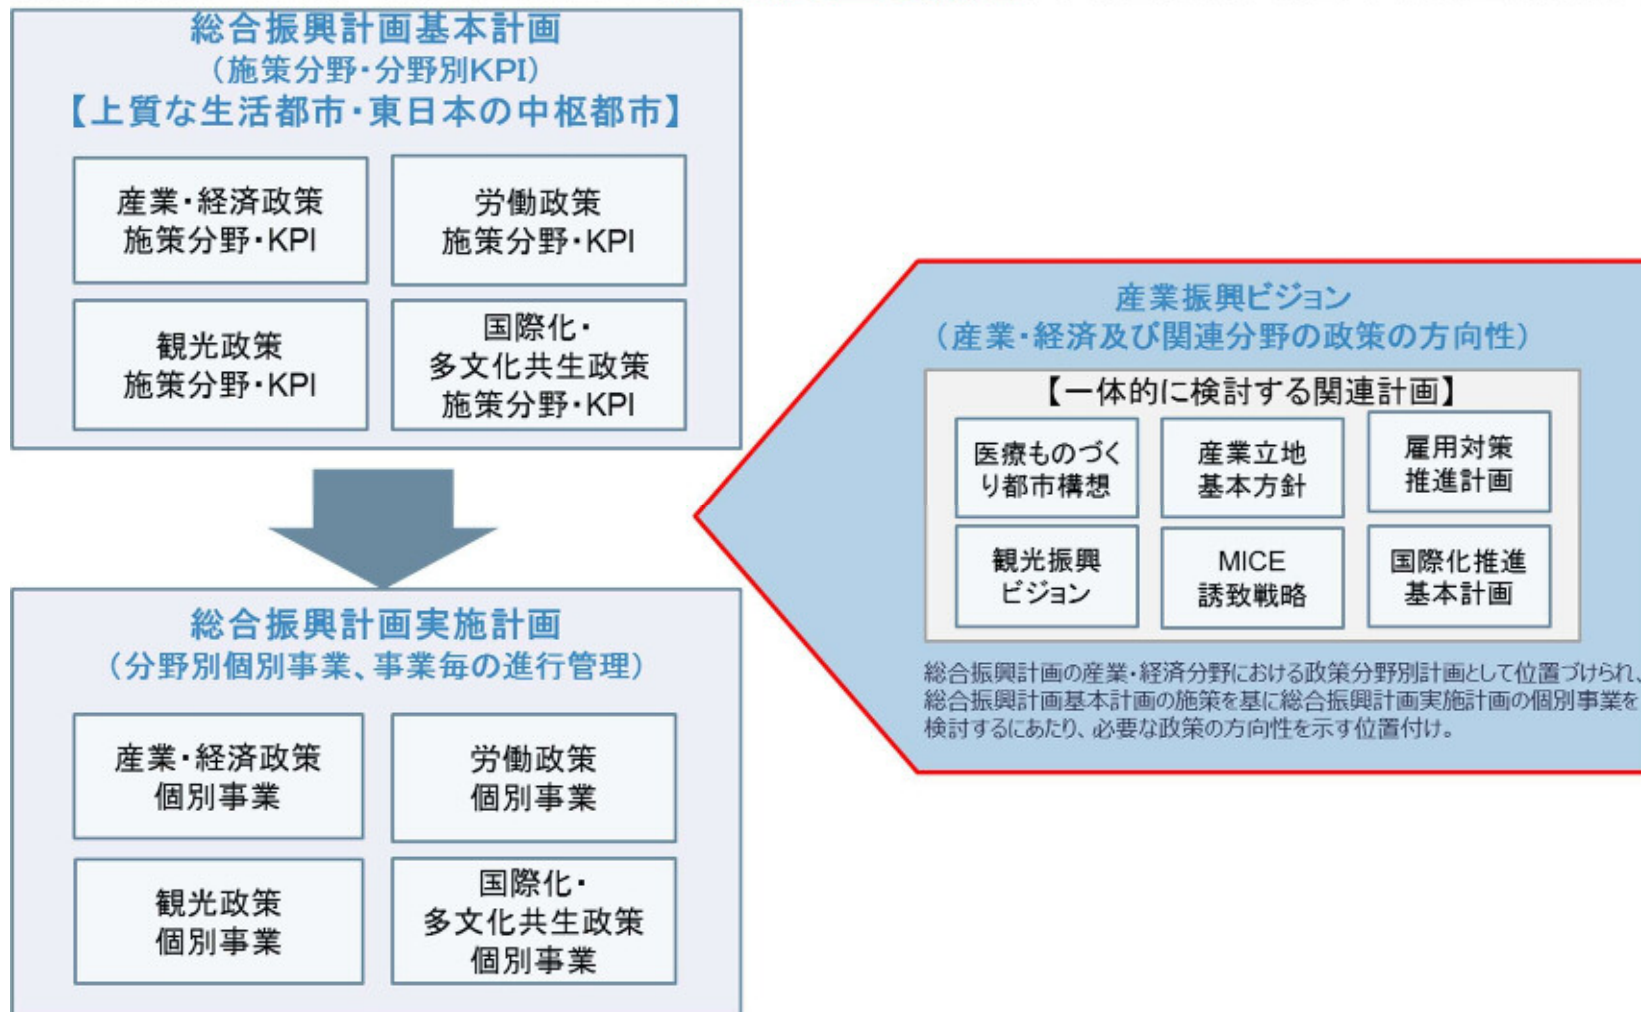 総合振興計画基本計画
（施策分野・分野別KPI）
【上質な生活都市・東日本の中枢都市】
産業・経済政策
施策分野・KPI
労働政策
施策分野・KPI
観光政策
施策分野・KPI
国際化・
多文化共生政策
施策分野・KPI
総合振興計画実施計画
（分野別個別事業、事業毎の進行管理）
産業・経済政策
個別事業
労働政策
個別事業
観光政策
個別事業
国際化・
多文化共生政策
個別事業
産業振興ビジョン
（産業・経済及び関連分野の政策の方向性）
【一体的に検討する関連計画】
医療ものづく
り都市構想
産業立地
基本方針
雇用対策
推進計画
観光振興
ビジョン
MICE
誘致戦略
国際化推進
基本計画
総合振興計画の産業・経済分野における政策分野別計画として位置づけられ、
総合振興計画基本計画の施策を基に総合振興計画実施計画の個別事業を
検討するにあたり、必要な政策の方向性を示す位置付け。